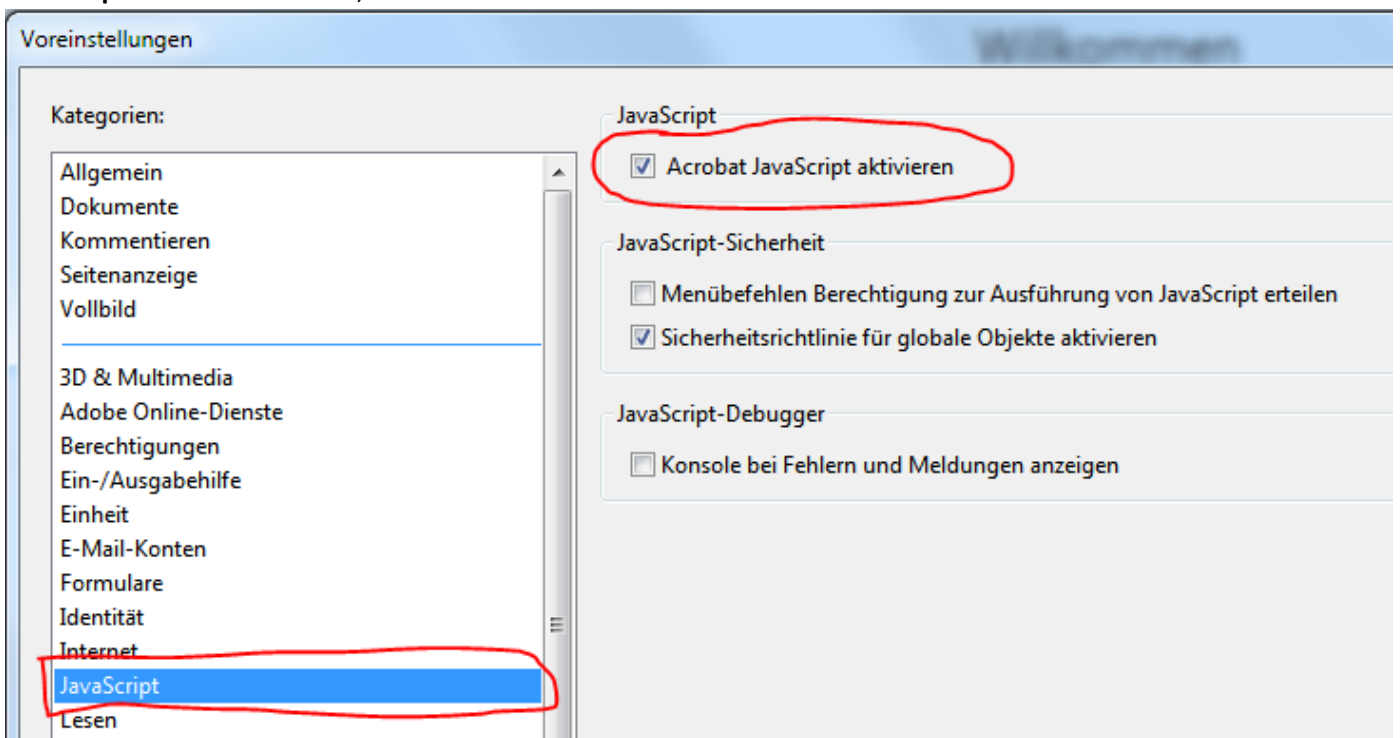 Voreinstellungen
Willkommen
Kategorien:
Allgemein
Dokumente
Kommentieren
Seitenanzeige
Vollbild
3D & Multimedia
Adobe Online-Dienste
Berechtigungen
Ein-/Ausgabehilfe
Einheit
E-Mail-Konten
Formulare
Identität
Internet
JavaScript
Lesen
JavaScript
Acrobat JavaScript aktivieren
JavaScript-Sicherheit
Menübefehlen Berechtigung zur Ausführung von JavaScript erteilen
Sicherheitsrichtlinie für globale Objekte aktivieren
JavaScript-Debugger
Konsole bei Fehlern und Meldungen anzeigen